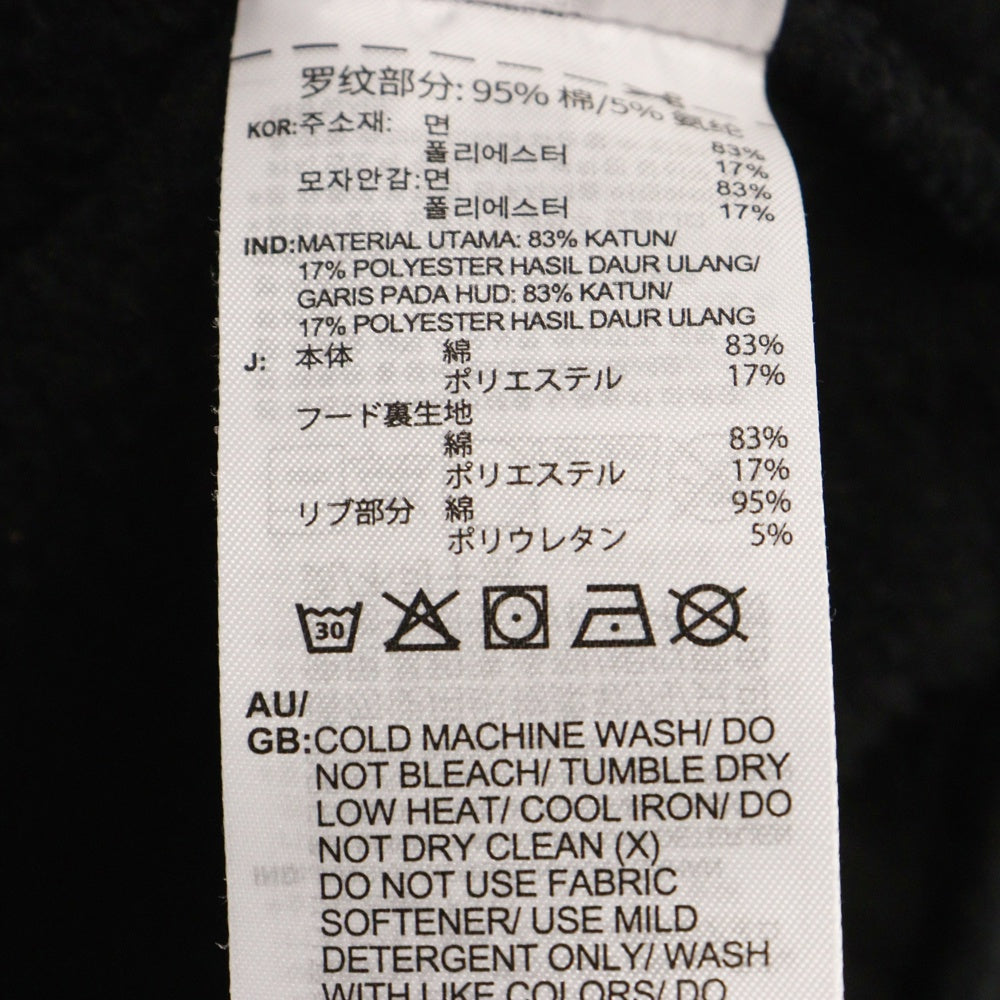 罗纹部分: 95% 棉/5% 氨纶
KOR:주소재: 면 83%
폴리에스터 17%
모자안감:면 83%
폴리에스터 17%
IND:MATERIAL UTAMA: 83% KATUN/
17% POLYESTER HASIL DAUR ULANG/
GARIS PADA HUD: 83% KATUN/
17% POLYESTER HASIL DAUR ULANG
J: 本体 綿 83%
ポリエステル 17%
フード裏生地
綿 83%
ポリエステル 17%
リブ部分 綿 95%
ポリウレタン 5%
30
AU/
GB:COLD MACHINE WASH/ DO
NOT BLEACH/ TUMBLE DRY
LOW HEAT/ COOL IRON/ DO
NOT DRY CLEAN (X)
DO NOT USE FABRIC
SOFTENER/ USE MILD
DETERGENT ONLY/ WASH
WITH LIKE COLORS/ DO